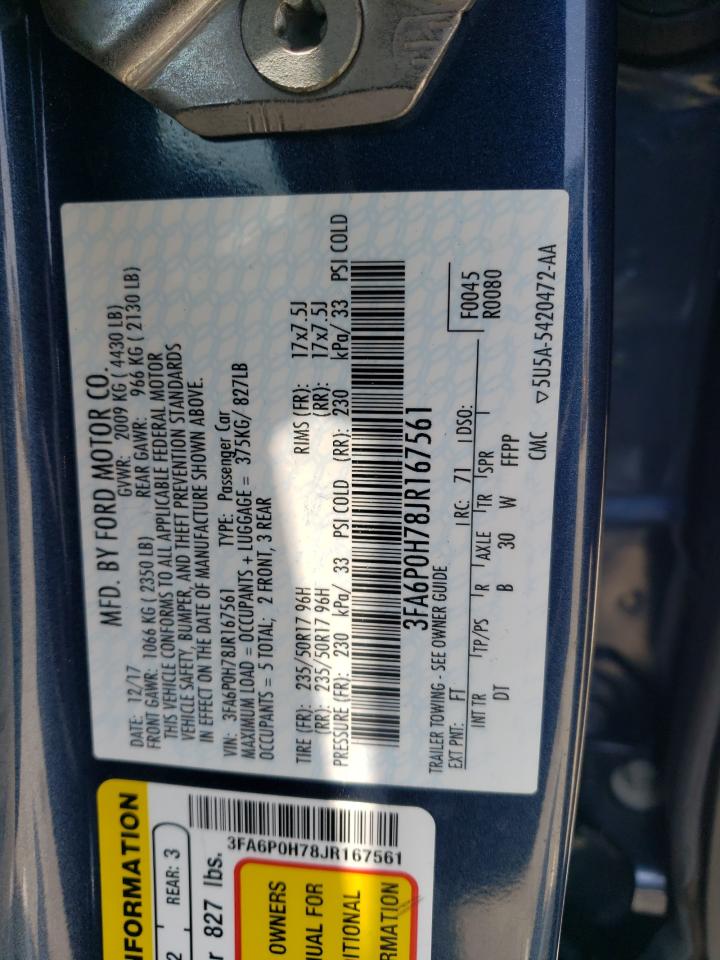 MFD. BY FORD MOTOR CO.
DATE: 12/17 GVWR: 2009 KG ( 4430 LB)
FRONT GAWR: 1066 KG ( 2350 LB) REAR GAWR: 966 KG ( 2130 LB)
THIS VEHICLE CONFORMS TO ALL APPLICABLE FEDERAL MOTOR
VEHICLE SAFETY, BUMPER, AND THEFT PREVENTION STANDARDS
IN EFFECT ON THE DATE OF MANUFACTURE SHOWN ABOVE.
VIN: 3FA6P0H78JR167561 TYPE: Passenger Car
MAXIMUM LOAD = OCCUPANTS + LUGGAGE = 375KG/ 827LB
OCCUPANTS = 5 TOTAL; 2 FRONT, 3 REAR
TIRE (FR): 235/50R17 96H RIMS (FR): 17x7.5J
(RR): 235/50R17 96H (RR): 17x7.5J
PRESSURE (FR): 230 kPa/ 33 PSI COLD (RR): 230 kPa/ 33 PSI COLD
3FA6P0H78JR167561
TRAILER TOWING - SEE OWNER GUIDE
EXT PNT: FT RC: 71 DSO: F0045
R0080
INT TR TP/PS R AXLE TR SPR
DT B 30 W FFPP
CMC ▽5U5A-5420472-AA
NFORMATION
2 REAR: 3
r 827 lbs.
3FA6P0H78JR167561
OWNERS
UAL FOR
ITIONAL
RMATION